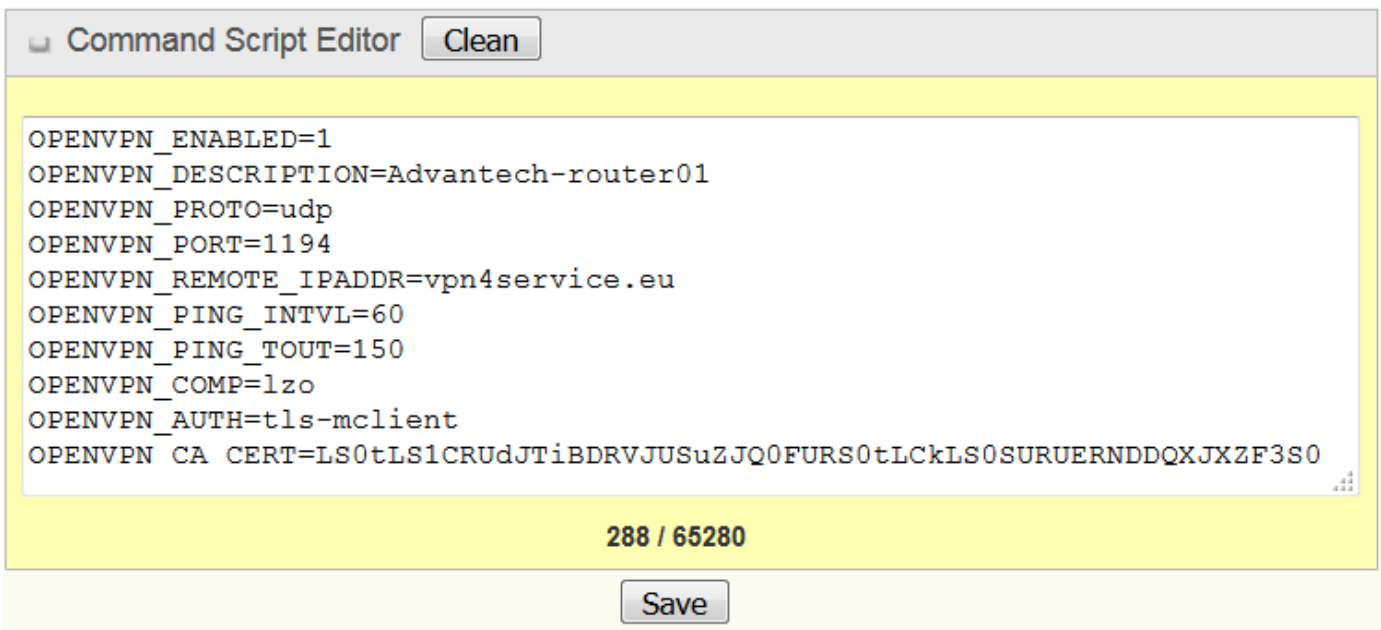 Command Script Editor Clean
OPENVPN_ENABLED=1
OPENVPN_DESCRIPTION=Advantech-router01
OPENVPN_PROTO=udp
OPENVPN_PORT=1194
OPENVPN_REMOTE_IPADDR=vpn4service.eu
OPENVPN_PING_INTVL=60
OPENVPN_PING_TOUT=150
OPENVPN_COMP=lzo
OPENVPN_AUTH=tls-mclient
OPENVPN_CA_CERT=LS0tLS1CRUdJTiBDRVJUSuZJQ0FURS0tLCkLS0SURUERNDDQXJXZF3S0
288 / 65280
Save